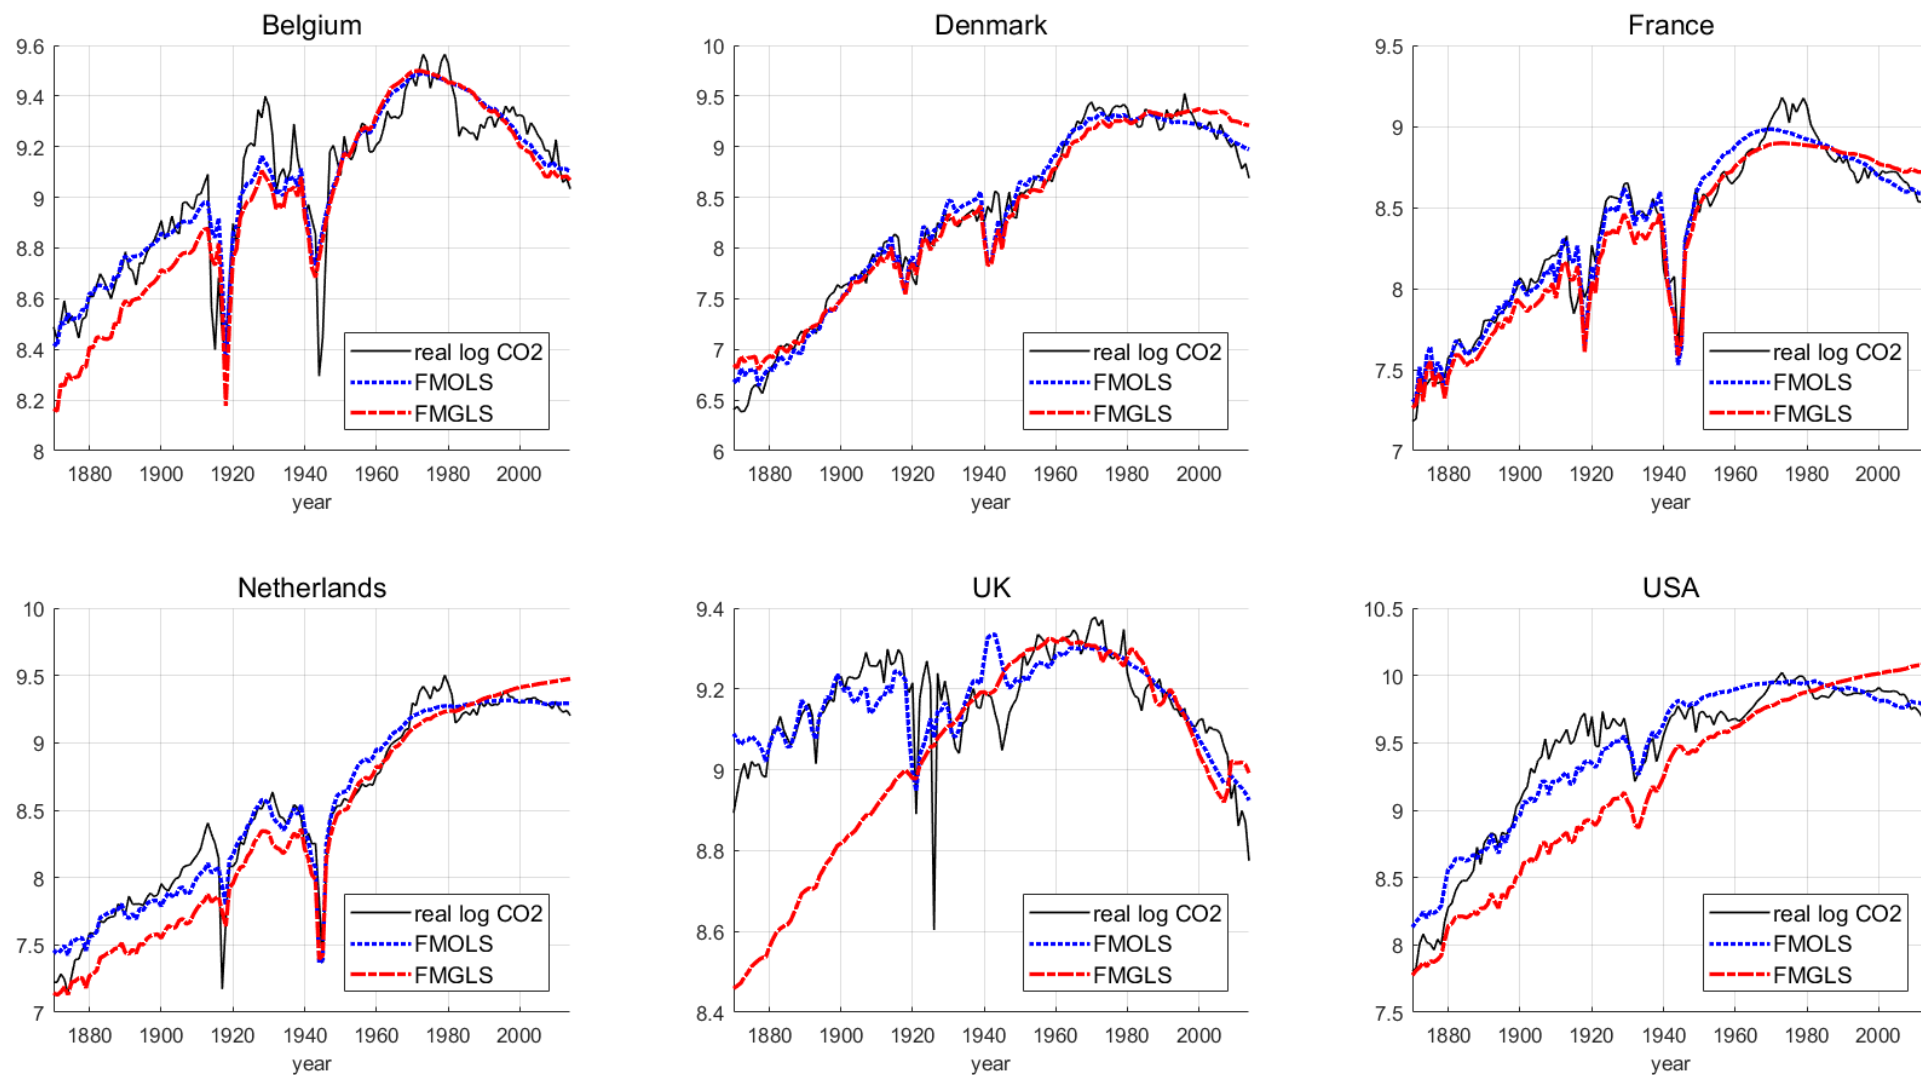 Belgium
9.6
9.4
9.2
9
8.8
8.6
8.4
8.2
8
1880 1900 1920 1940 1960 1980 2000
year
real log CO2
FMOLS
FMGLS
Denmark
10
9.5
9
8.5
8
7.5
7
6.5
6
1880 1900 1920 1940 1960 1980 2000
year
real log CO2
FMOLS
FMGLS
France
9.5
9
8.5
8
7.5
7
1880 1900 1920 1940 1960 1980 2000
year
real log CO2
FMOLS
FMGLS
Netherlands
10
9.5
9
8.5
8
7.5
7
1880 1900 1920 1940 1960 1980 2000
year
real log CO2
FMOLS
FMGLS
UK
9.4
9.2
9
8.8
8.6
8.4
1880 1900 1920 1940 1960 1980 2000
year
real log CO2
FMOLS
FMGLS
USA
10.5
10
9.5
9
8.5
8
7.5
1880 1900 1920 1940 1960 1980 2000
year
real log CO2
FMOLS
FMGLS